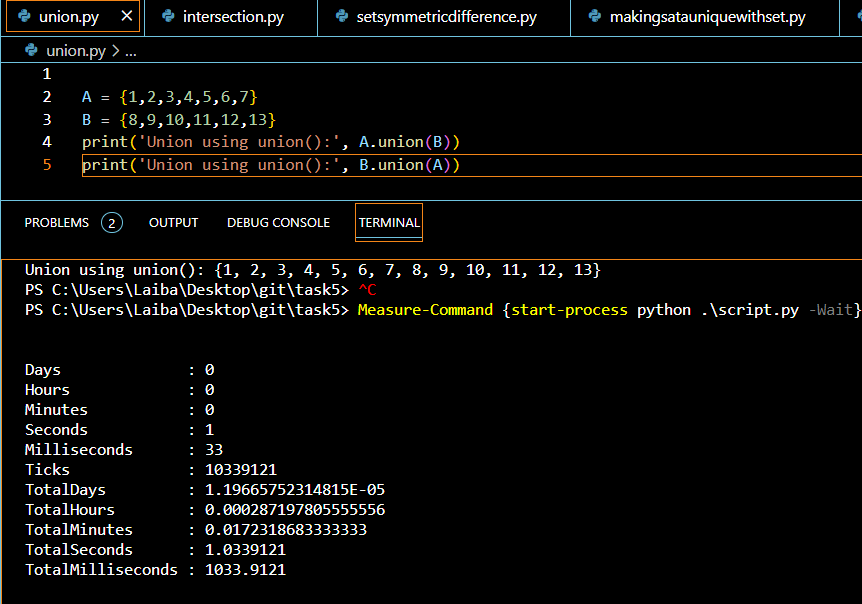 union.py × intersection.py setsymmetricdifference.py makingsatauniquewithset.py
union.py > ...
1
2 A = {1,2,3,4,5,6,7}
3 B = {8,9,10,11,12,13}
4 print('Union using union():', A.union(B))
5 print('Union using union():', B.union(A))
PROBLEMS 2 OUTPUT DEBUG CONSOLE TERMINAL
Union using union(): {1, 2, 3, 4, 5, 6, 7, 8, 9, 10, 11, 12, 13}
PS C:\Users\Laiba\Desktop\git\task5> ^C
PS C:\Users\Laiba\Desktop\git\task5> Measure-Command {start-process python .\script.py -Wait}
Days : 0
Hours : 0
Minutes : 0
Seconds : 1
Milliseconds : 33
Ticks : 10339121
TotalDays : 1.19665752314815E-05
TotalHours : 0.000287197805555556
TotalMinutes : 0.0172318683333333
TotalSeconds : 1.0339121
TotalMilliseconds : 1033.9121